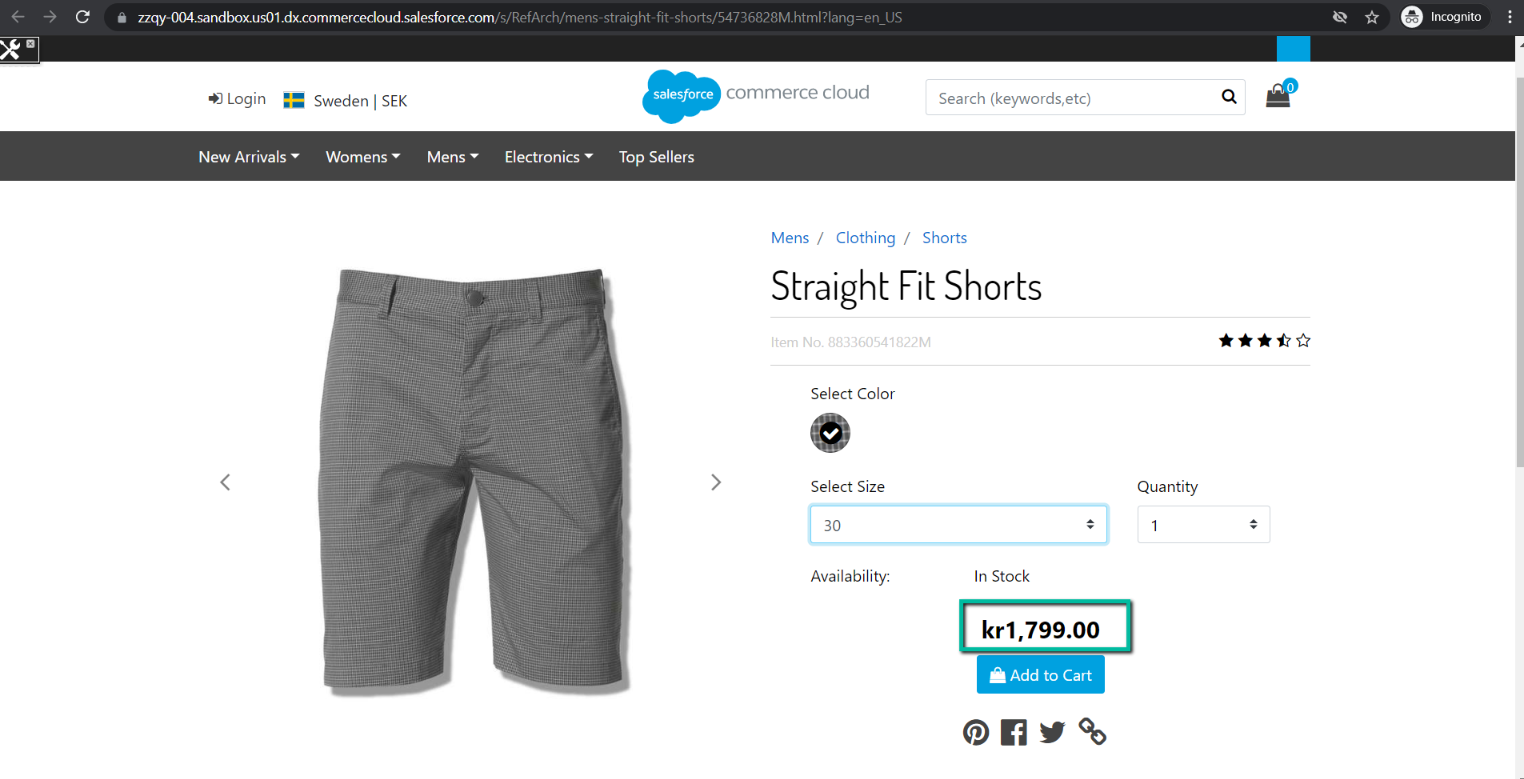 zzqy-004.sandbox.us01.dx.commercecloud.salesforce.com/s/RefArch/mens-straight-fit-shorts/54736828M.html?lang=en_US
Incognito
Login
Sweden | SEK
salesforce commerce cloud
Search (keywords,etc)
0
New Arrivals Womens Mens Electronics Top Sellers
Mens / Clothing / Shorts
Straight Fit Shorts
Item No. 883360541822M
Select Color
Select Size Quantity
30 1
Availability: In Stock
kr1,799.00
Add to Cart